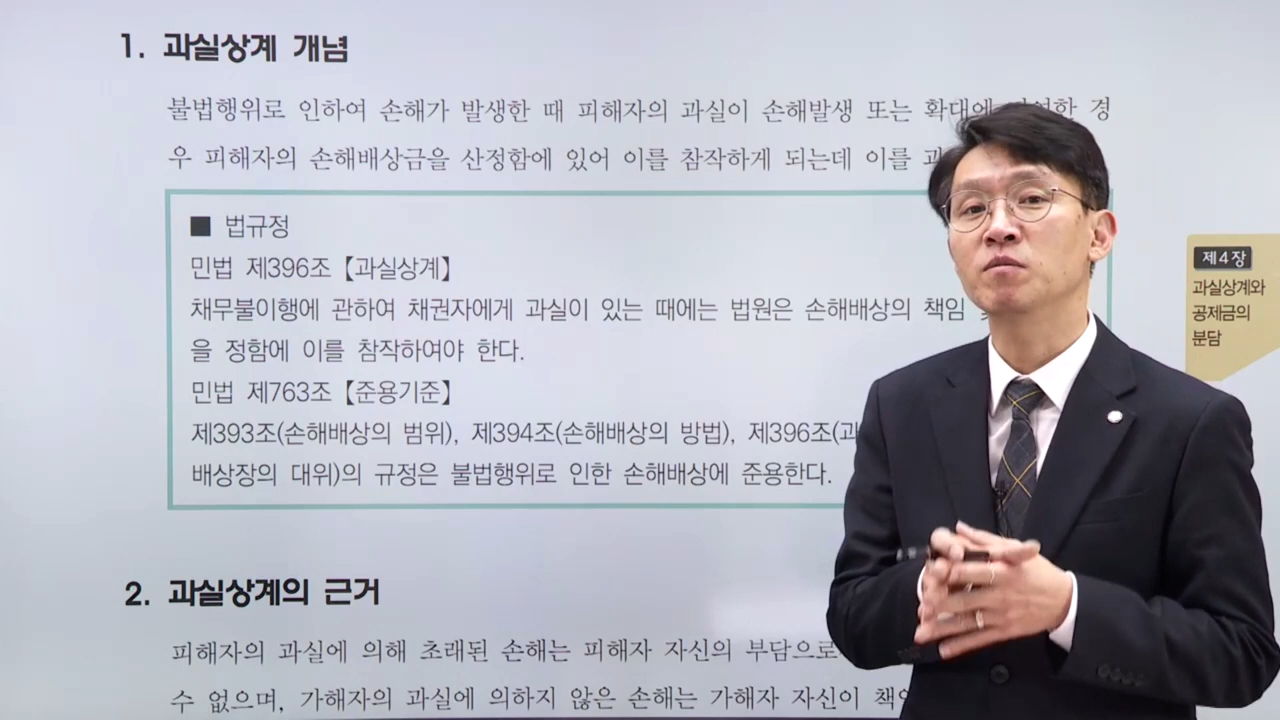 1. 과실상계 개념
불법행위로 인하여 손해가 발생한 때 피해자의 과실이 손해발생 또는 확대에 경
우 피해자의 손해배상금을 산정함에 있어 이를 참작하게 되는데 이를
■ 법규정
민법 제396조 【과실상계】
채무불이행에 관하여 채권자에게 과실이 있는 때에는 법원은 손해배상의 책임
을 정함에 이를 참작하여야 한다.
민법 제763조 【준용기준】
제393조(손해배상의 범위), 제394조(손해배상의 방법), 제396조(과
배상장의 대위)의 규정은 불법행위로 인한 손해배상에 준용한다.
2. 과실상계의 근거
피해자의 과실에 의해 초래된 손해는 피해자 자신의 부담으로
수 없으며, 가해자의 과실에 의하지 않은 손해는 가해자 자신이
제4장
과실상계와
공제금의
분담